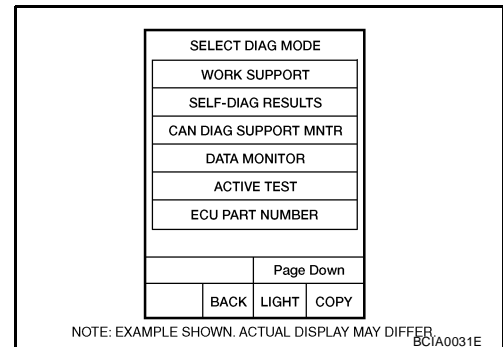 SELECT DIAG MODE
WORK SUPPORT
SELF-DIAG RESULTS
CAN DIAG SUPPORT MNTR
DATA MONITOR
ACTIVE TEST
ECU PART NUMBER
Page Down
BACK LIGHT COPY
NOTE: EXAMPLE SHOWN. ACTUAL DISPLAY MAY DIFFER.
BCIA0031E